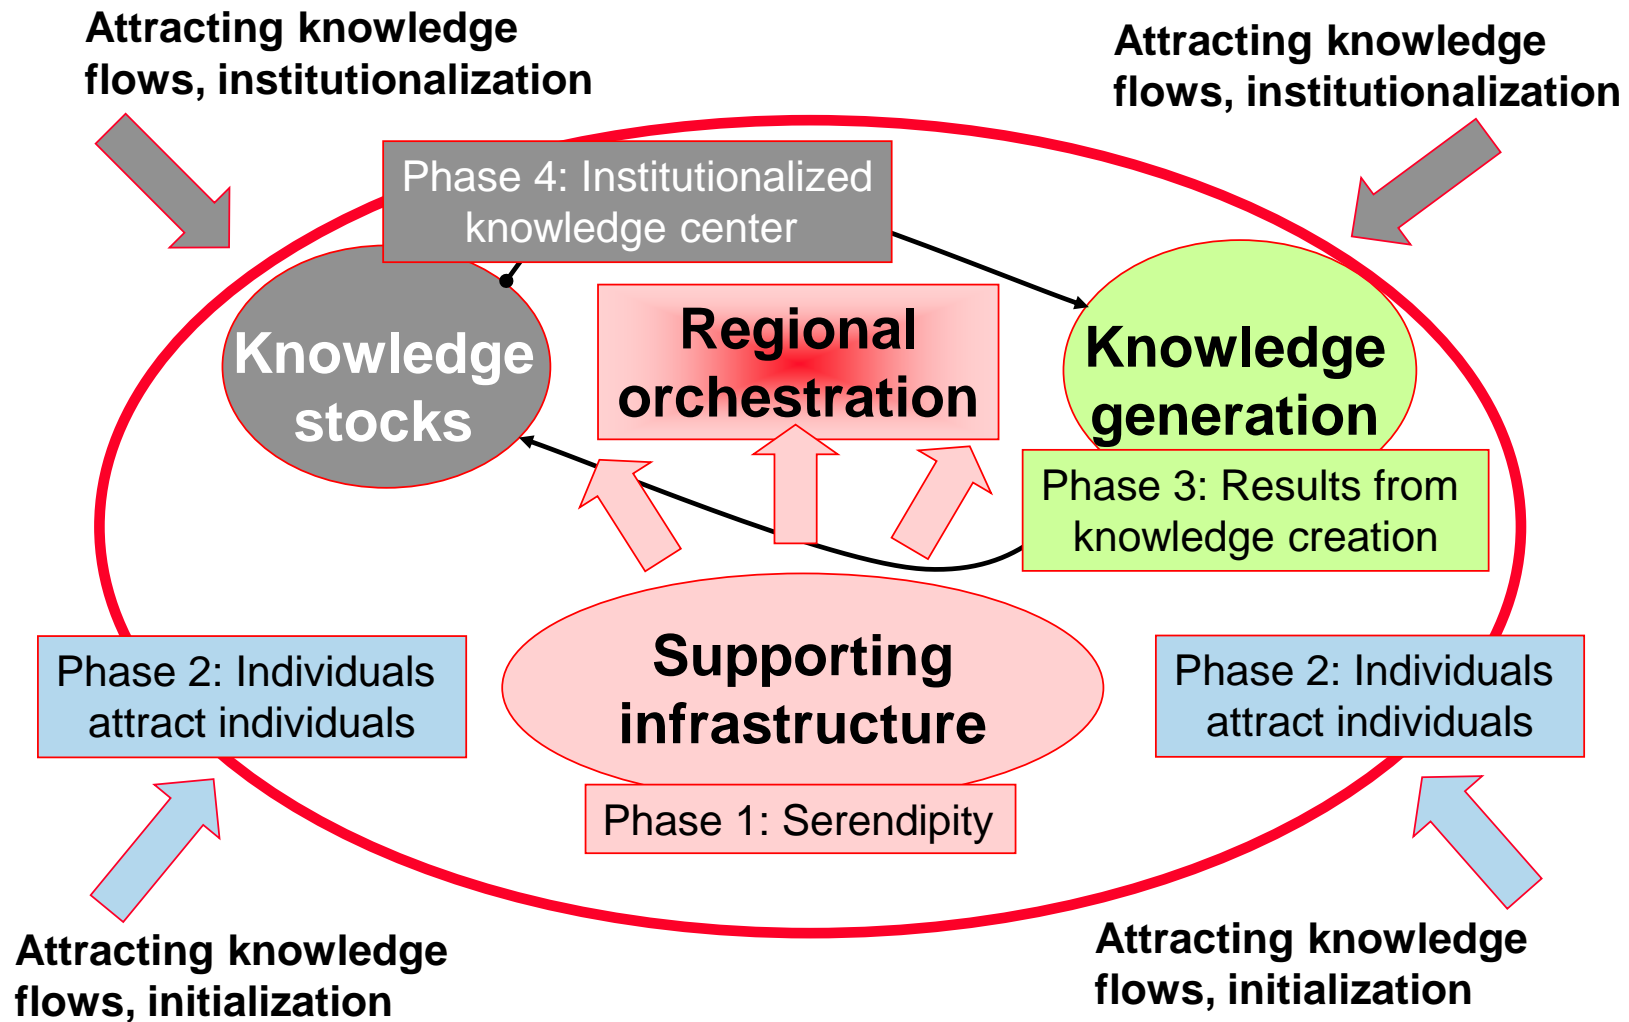 Attracting knowledge
flows, institutionalization
Attracting knowledge
flows, institutionalization
Phase 4: Institutionalized
knowledge center
Knowledge
stocks
Regional
orchestration
Knowledge
generation
Phase 3: Results from
knowledge creation
Phase 2: Individuals
attract individuals
Supporting
infrastructure
Phase 2: Individuals
attract individuals
Phase 1: Serendipity
Attracting knowledge
flows, initialization
Attracting knowledge
flows, initialization